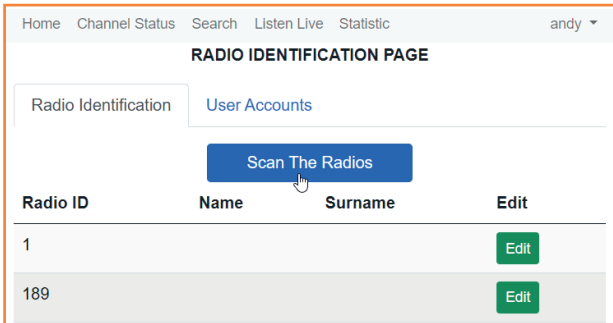 Home Channel Status Search Listen Live Statistic andy
RADIO IDENTIFICATION PAGE
Radio Identification User Accounts
Scan The Radios
Radio ID Name Surname Edit
1 Edit
189 Edit